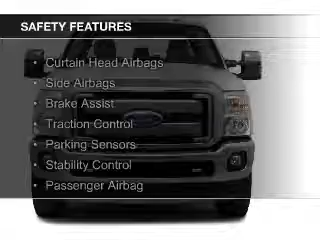 SAFETY FEATURES
Curtain Head Airbags
Side Airbags
Brake Assist
Traction Control
Parking Sensors
Stability Control
Passenger Airbag